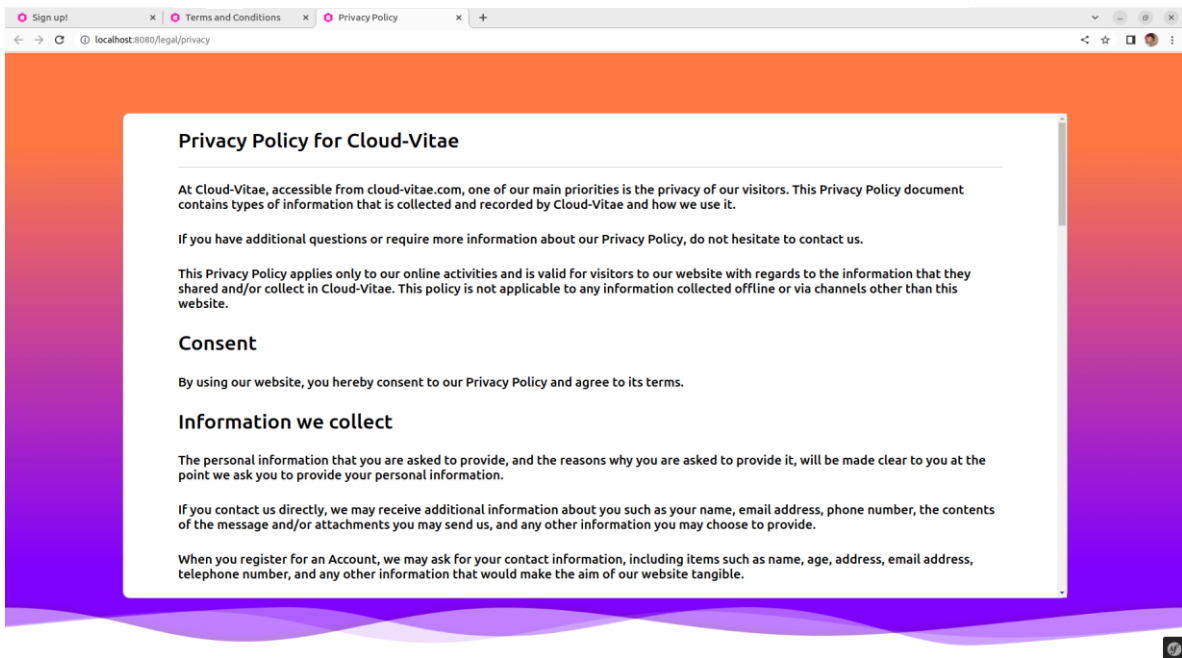 Sign up!
Terms and Conditions
Privacy Policy
localhost:8080/legal/privacy
Privacy Policy for Cloud-Vitae
At Cloud-Vitae, accessible from cloud-vitae.com, one of our main priorities is the privacy of our visitors. This Privacy Policy document
contains types of information that is collected and recorded by Cloud-Vitae and how we use it.
If you have additional questions or require more information about our Privacy Policy, do not hesitate to contact us.
This Privacy Policy applies only to our online activities and is valid for visitors to our website with regards to the information that they
shared and/or collect in Cloud-Vitae. This policy is not applicable to any information collected offline or via channels other than this
website.
Consent
By using our website, you hereby consent to our Privacy Policy and agree to its terms.
Information we collect
The personal information that you are asked to provide, and the reasons why you are asked to provide it, will be made clear to you at the
point we ask you to provide your personal information.
If you contact us directly, we may receive additional information about you such as your name, email address, phone number, the contents
of the message and/or attachments you may send us, and any other information you may choose to provide.
When you register for an Account, we may ask for your contact information, including items such as name, age, address, email address,
telephone number, and any other information that would make the aim of our website tangible.
sf